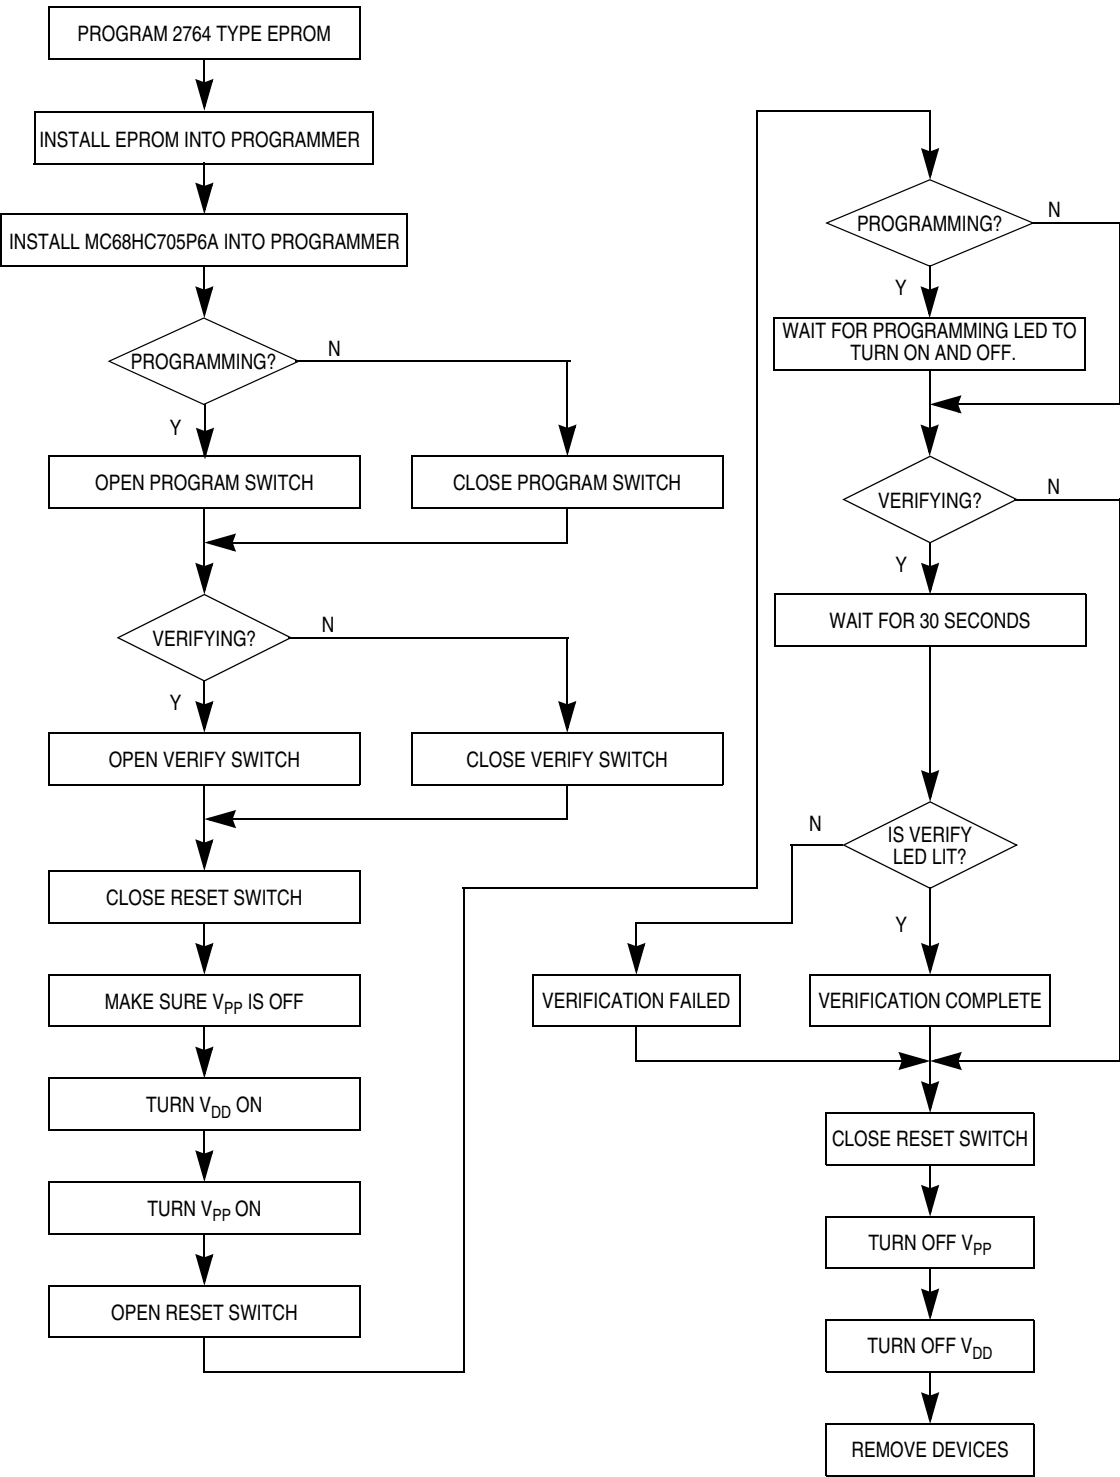 PROGRAM 2764 TYPE EPROM
INSTALL EPROM INTO PROGRAMMER
INSTALL MC68HC705P6A INTO PROGRAMMER
PROGRAMMING?
N
Y
OPEN PROGRAM SWITCH
CLOSE PROGRAM SWITCH
VERIFYING?
N
Y
OPEN VERIFY SWITCH
CLOSE VERIFY SWITCH
CLOSE RESET SWITCH
MAKE SURE VPP IS OFF
TURN VDD ON
TURN VPP ON
OPEN RESET SWITCH
PROGRAMMING?
N
Y
WAIT FOR PROGRAMMING LED TO
TURN ON AND OFF.
VERIFYING?
N
Y
WAIT FOR 30 SECONDS
IS VERIFY
LED LIT?
N
Y
VERIFICATION FAILED
VERIFICATION COMPLETE
CLOSE RESET SWITCH
TURN OFF VPP
TURN OFF VDD
REMOVE DEVICES